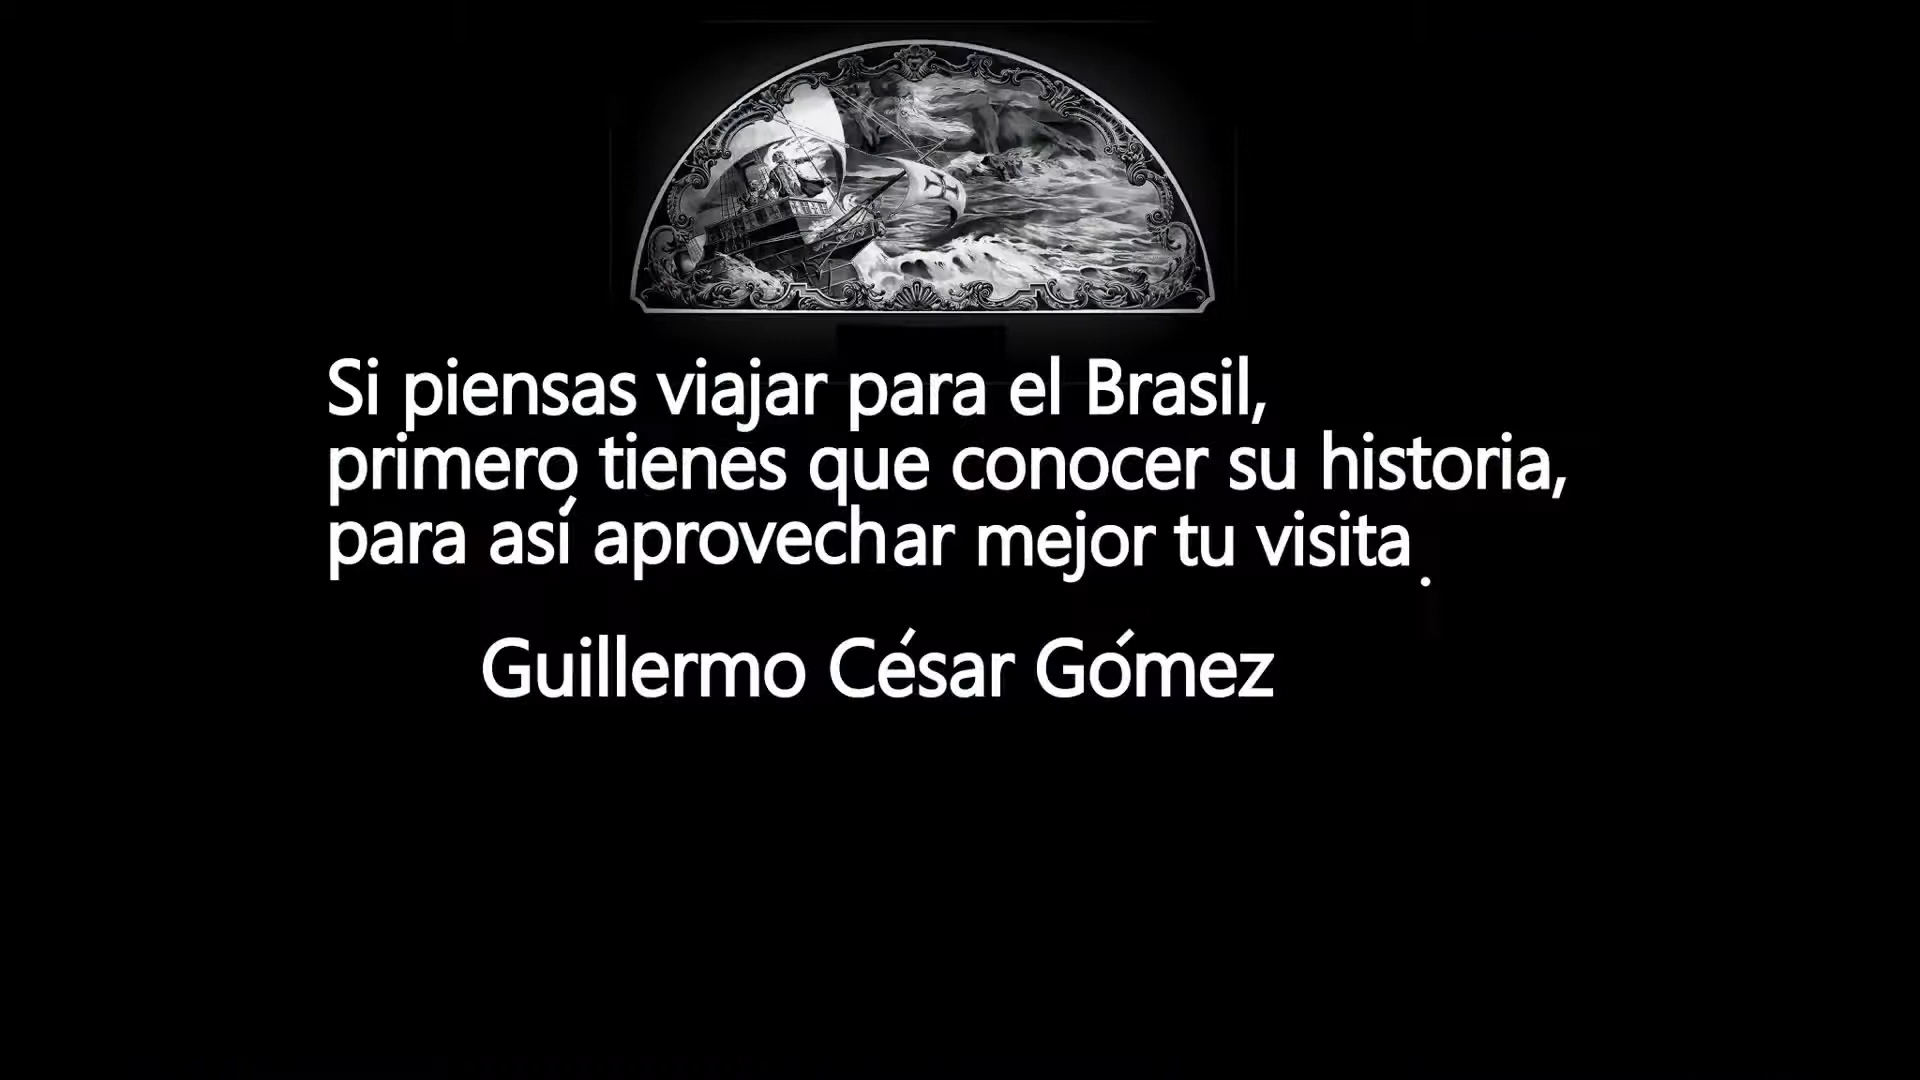 Si piensas viajar para el Brasil,
primero tienes que conocer su historia,
para así aprovechar mejor tu visita.
Guillermo César Gómez